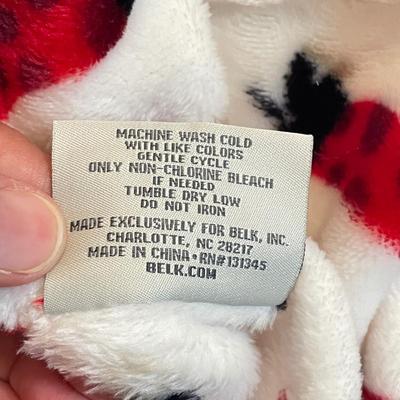 MACHINE WASH COLD
WITH LIKE COLORS
GENTLE CYCLE
ONLY NON-CHLORINE BLEACH
IF NEEDED
TUMBLE DRY LOW
DO NOT IRON
MADE EXCLUSIVELY FOR BELK, INC.
CHARLOTTE, NC 28217
MADE IN CHINA•RN#131345
BELK.COM